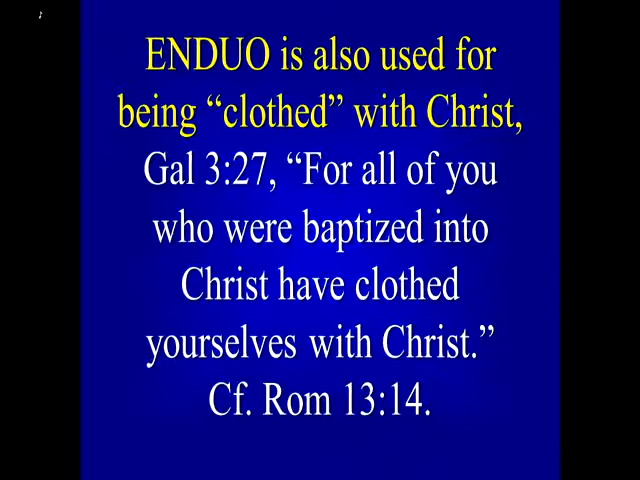 ENDUO is also used for
being “clothed” with Christ,
Gal 3:27, “For all of you
who were baptized into
Christ have clothed
yourselves with Christ.”
Cf. Rom 13:14.